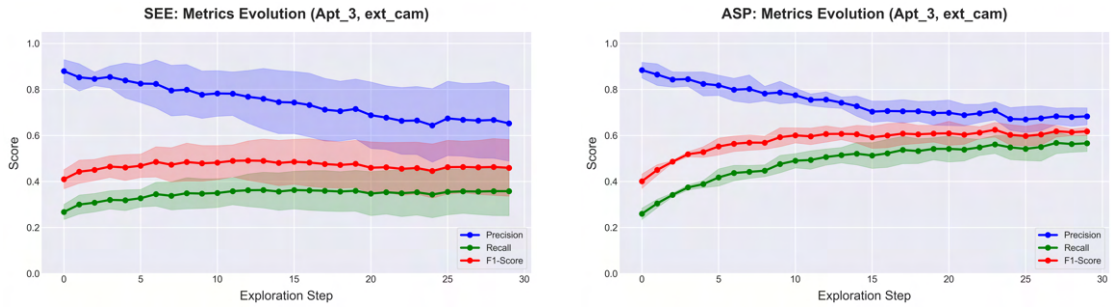 SEE: Metrics Evolution (Apt_3, ext_cam)
1.0
0.8
0.6
0.4
0.2
0.0
Score
0 5 10 15 20 25 30
Exploration Step
Precision
Recall
F1-Score
ASP: Metrics Evolution (Apt_3, ext_cam)
1.0
0.8
0.6
0.4
0.2
0.0
Score
0 5 10 15 20 25 30
Exploration Step
Precision
Recall
F1-Score